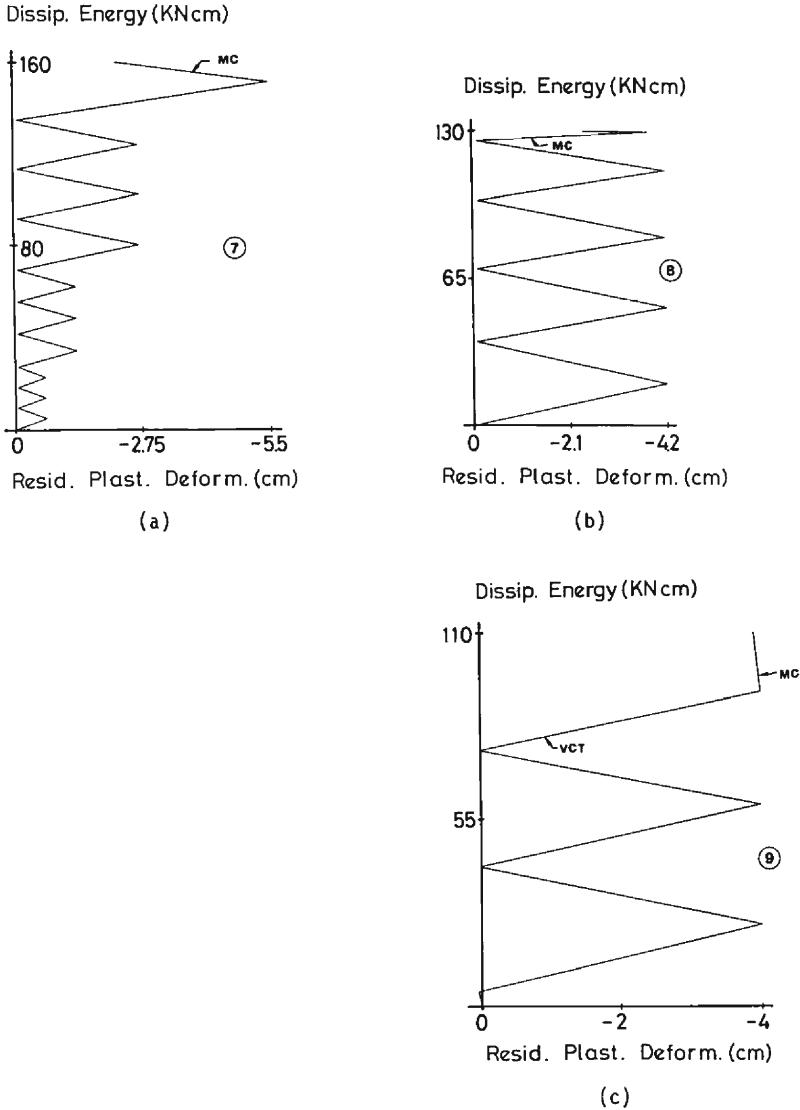 Dissip. Energy (KNcm)
160
MC
80
7
0 -2.75 -5.5
Resid. Plast. Deform. (cm)
(a)
Dissip. Energy (KNcm)
130
MC
65
8
0 -2.1 -4.2
Resid. Plast. Deform. (cm)
(b)
Dissip. Energy (KNcm)
110
MC
VCT
55
9
0 -2 -4
Resid. Plast. Deform. (cm)
(c)